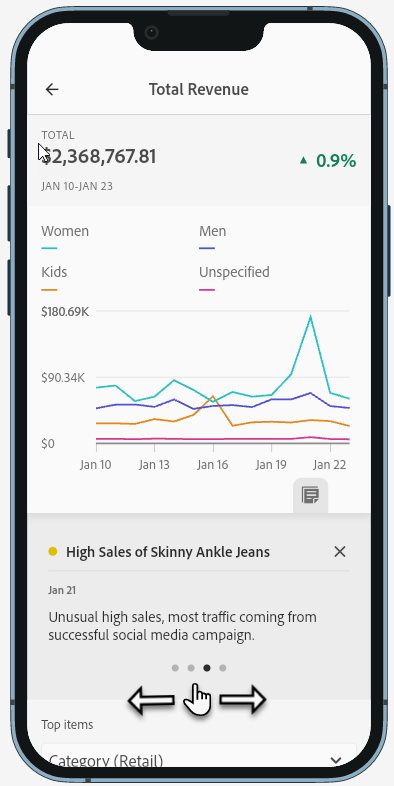 Total Revenue
TOTAL
$2,368,767.81
▲ 0.9%
JAN 10-JAN 23
Women Men
Kids Unspecified
$180.69K
$90.34K
$0
Jan 10 Jan 13 Jan 16 Jan 19 Jan 22
High Sales of Skinny Ankle Jeans
Jan 21
Unusual high sales, most traffic coming from
successful social media campaign.
Top items
Category (Retail)